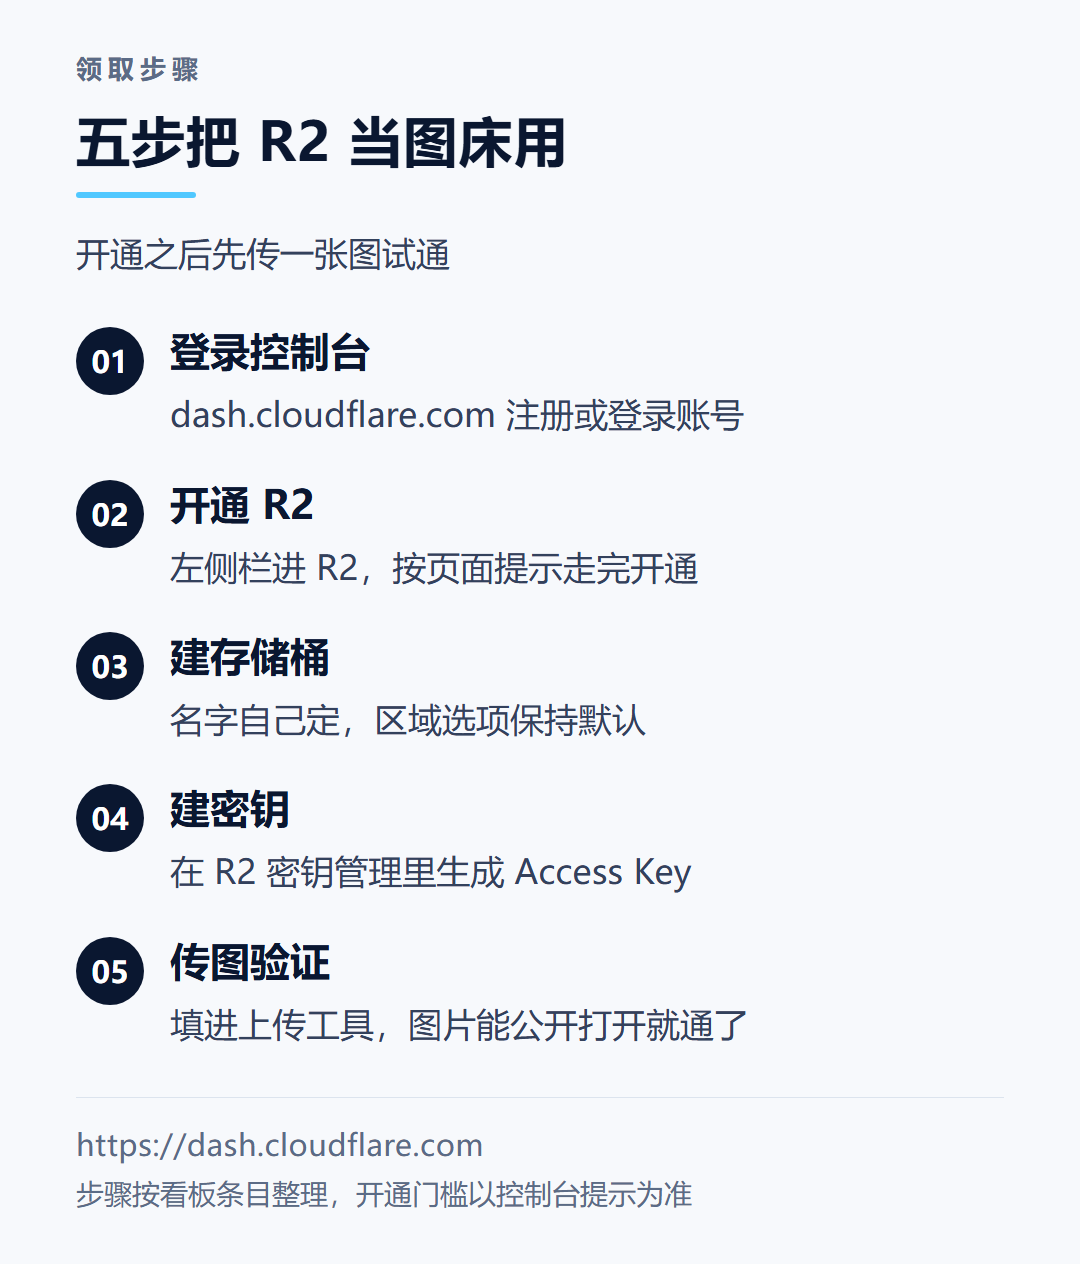 领取步骤
五步把 R2 当图床用
开通之后先传一张图试通
01
登录控制台
dash.cloudflare.com 注册或登录账号
02
开通 R2
左侧栏进 R2，按页面提示走完开通
03
建存储桶
名字自己定，区域选项保持默认
04
建密钥
在 R2 密钥管理里生成 Access Key
05
传图验证
填进上传工具，图片能公开打开就通了
https://dash.cloudflare.com
步骤按看板条目整理，开通门槛以控制台提示为准